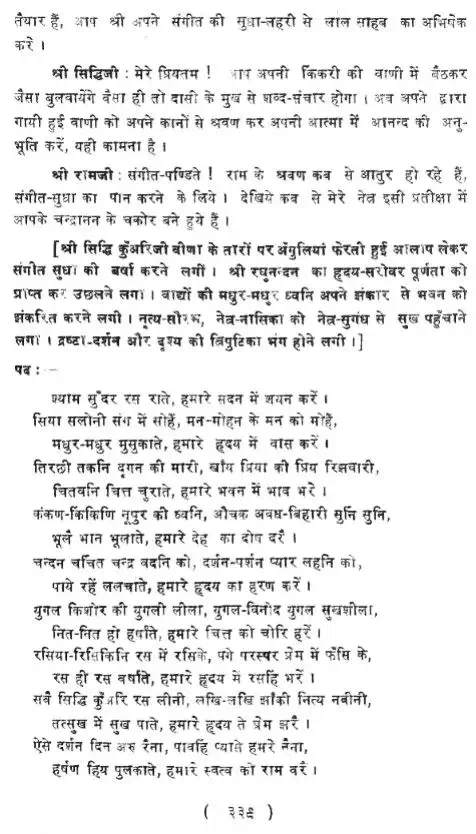 तैयार हैं, आप श्री अपने संगीत की सुधा-लहरी से लाल साहब का अभिषेक
करें ।
श्री सिद्धिजी : मेरे प्रियतम ! आप अपनी किंकरी की वाणी में बैठकर
जैसा बुलवायेंगे वैसा ही तो दासी के मुख से शब्द-संचार होगा । अब अपने द्वारा
गायी हुई वाणी को अपने कानों से श्रवण कर अपनी आत्मा में आनन्द की अनु-
भूति करें, यही कामना है ।
श्री रामजी : संगीत-पण्डिते ! राम के श्रवण कब से आतुर हो रहे हैं,
संगीत-सुधा का पान करने के लिये । देखिये कब से मेरे नेत्र इसी प्रतीक्षा में
आपके चन्द्रानन के चकोर बने हुये हैं ।
[श्री सिद्धि कुँअरिजी वीणा के तारों पर अँगुलियां फेरती हुई आलाप लेकर
संगीत सुधा की बर्षा करने लगीं । श्री रघुनन्दन का हृदय-सरोवर पूर्णता को
प्राप्त कर उछलने लगा । वाद्यों की मधुर-मधुर ध्वनि अपने झंकार से भवन को
झंकरित करने लगी । नृत्य-सौरभ, नेत्र-नासिका को नेत्र-सुगंध से सुख पहुँचाने
लगा । द्रष्टा-दर्शन और दृश्य की त्रिपुटिका भंग होने लगी ।]
पद : —
श्याम सुँदर रस राते, हमारे सदन में शयन करें ।
सिया सलोनी संग में सोहैं, मन-मोहन के मन को मोहैं,
मधुर-मधुर मुसुकाते, हमारे हृदय में वास करें ।
तिरछी तकनि दृगन की मारी, खाँय प्रिया की प्रिय रिझवारी,
चितवनि चित्त चुराते, हमारे भवन में भाव भरें ।
कंकण-किंकिणि नूपुर की ध्वनि, औचक अवध-बिहारी सुनि सुनि,
भूलैं भान भूलाते, हमारे देह का दोष दरैं ।
चन्दन चर्चित चन्द्र वदनि को, दर्शन-पर्शन प्यार लहनि को,
पाये रहें ललचाते, हमारे हृदय का हरण करें ।
युगल किशोर की युगली लीला, युगल-विनोद युगल सुखशीला,
नित-नित ही हर्षाते, हमारे चित्त को चोरि हरें ।
रसिया-रिसिकिनि रस में रसिके, पगे परस्पर प्रेम में फँसि के,
रस ही रस वर्षाते, हमारे हृदय में रसहिं भरें ।
सबै सिद्धि कुँअरि रस लीनी, लखि-लखि झाँकी नित्य नवीनी,
तत्सुख में सुख पाते, हमारे हृदय ते प्रेम झरैं ।
ऐसे दर्शन दिन अरु रैना, पावहिं प्यासे हमरे नैना,
हर्षण हिय पुलकाते, हमारे स्वत्व को राम वरैं ।
( ३३९ )